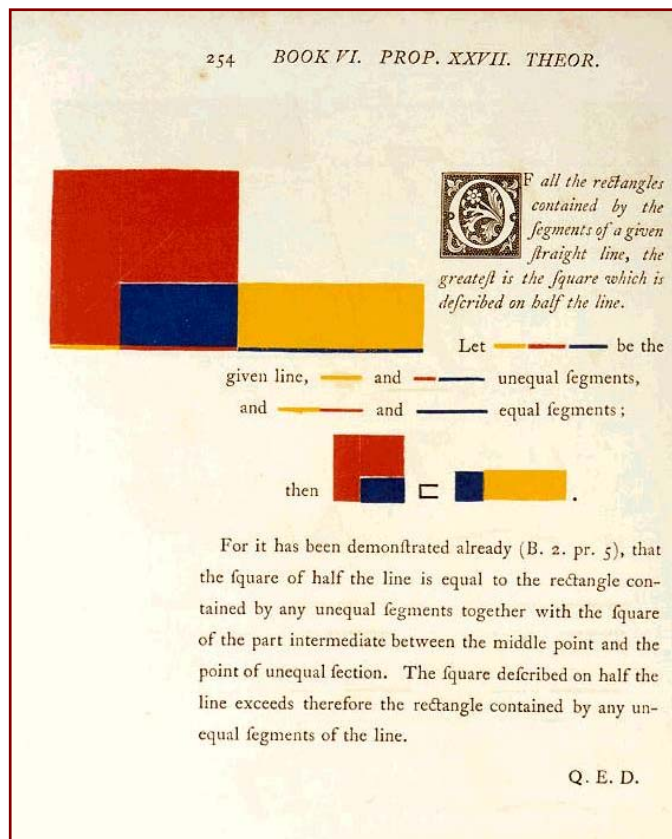 254 BOOK VI. PROP. XXVII. THEOR.
OF all the rectangles
contained by the
ſegments of a given
ſtraight line, the
greateſt is the ſquare which is
deſcribed on half the line.
Let be the
given line, and unequal ſegments,
and and equal ſegments ;
then ⊏ .
For it has been demonſtrated already (B. 2. pr. 5), that
the ſquare of half the line is equal to the rectangle con-
tained by any unequal ſegments together with the ſquare
of the part intermediate between the middle point and the
point of unequal ſection. The ſquare deſcribed on half the
line exceeds therefore the rectangle contained by any un-
equal ſegments of the line.
Q. E. D.